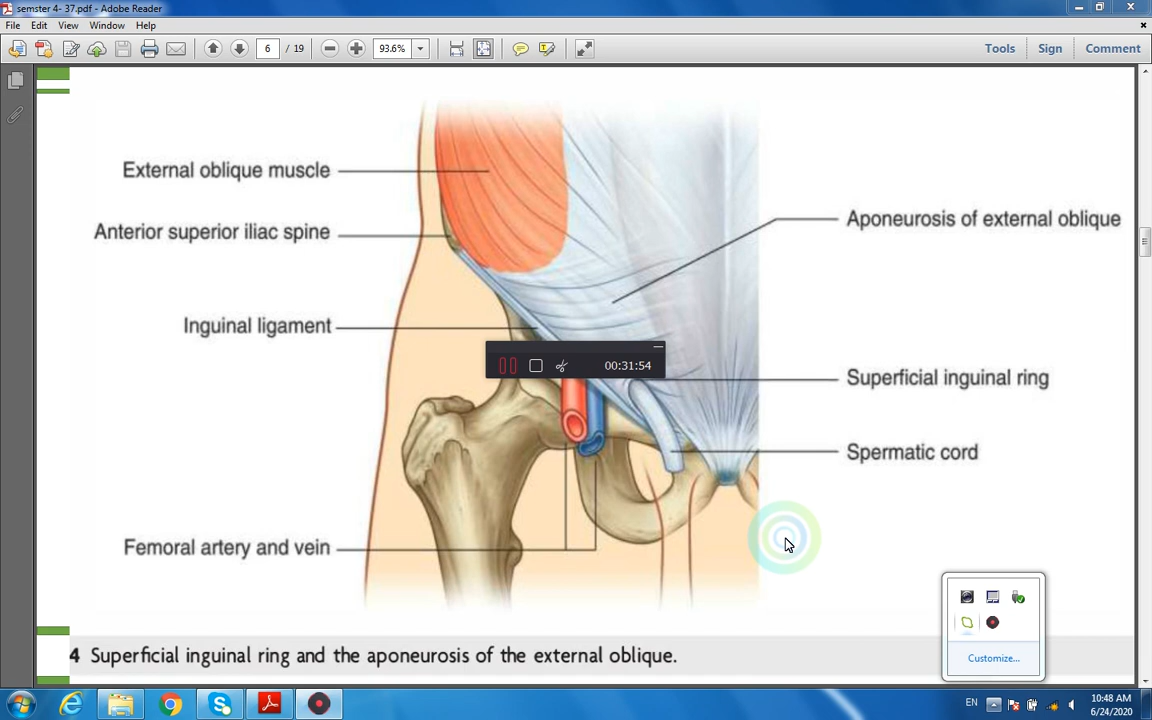 semster 4- 37.pdf - Adobe Reader
File Edit View Window Help
6 / 19 93.6% Tools Sign Comment
External oblique muscle
Anterior superior iliac spine
Aponeurosis of external oblique
Inguinal ligament
00:31:54
Superficial inguinal ring
Spermatic cord
Femoral artery and vein
Customize...
4 Superficial inguinal ring and the aponeurosis of the external oblique.
EN 10:48 AM
6/24/2020